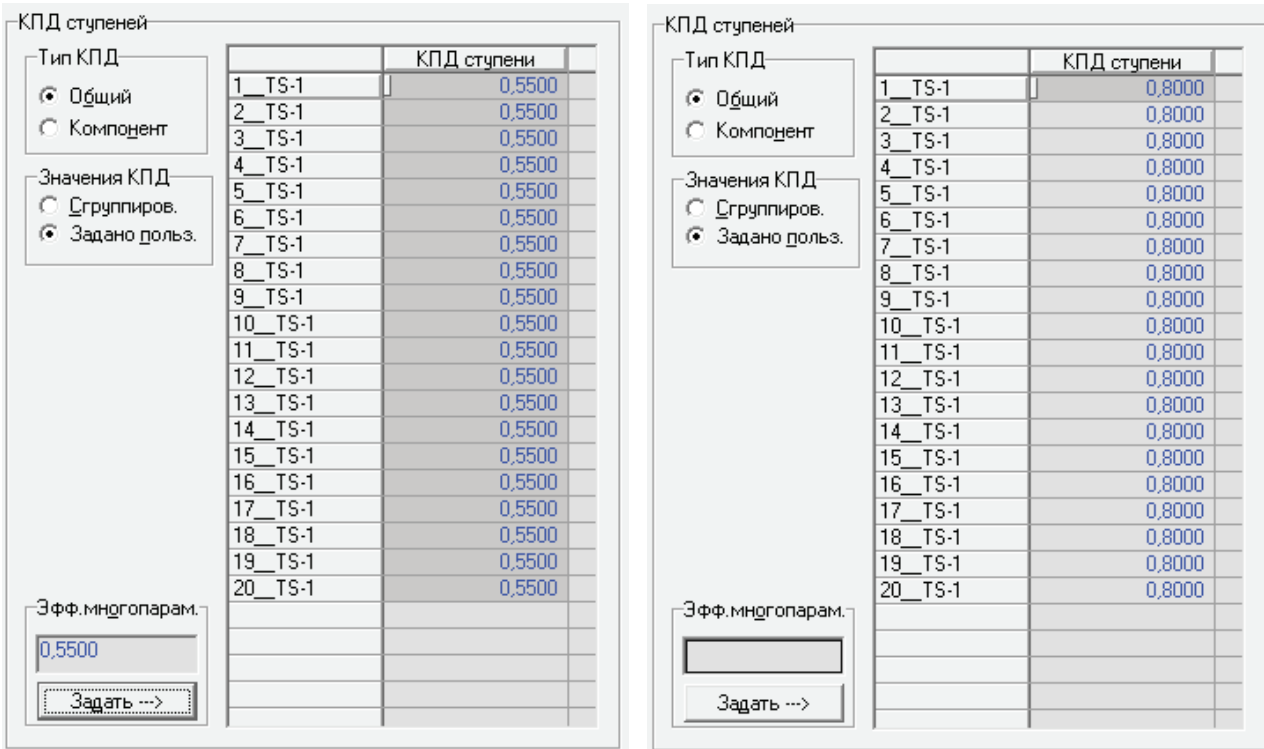 КПД ступеней
Тип КПД
Общий
Компонент
Значения КПД
Сгруппиров.
Задано польз.
Эфф.многопарам.
0,5500
Задать --->
КПД ступени
1__TS-1 0,5500
2__TS-1 0,5500
3__TS-1 0,5500
4__TS-1 0,5500
5__TS-1 0,5500
6__TS-1 0,5500
7__TS-1 0,5500
8__TS-1 0,5500
9__TS-1 0,5500
10__TS-1 0,5500
11__TS-1 0,5500
12__TS-1 0,5500
13__TS-1 0,5500
14__TS-1 0,5500
15__TS-1 0,5500
16__TS-1 0,5500
17__TS-1 0,5500
18__TS-1 0,5500
19__TS-1 0,5500
20__TS-1 0,5500
КПД ступеней
Тип КПД
Общий
Компонент
Значения КПД
Сгруппиров.
Задано польз.
Эфф.многопарам.
Задать --->
КПД ступени
1__TS-1 0,8000
2__TS-1 0,8000
3__TS-1 0,8000
4__TS-1 0,8000
5__TS-1 0,8000
6__TS-1 0,8000
7__TS-1 0,8000
8__TS-1 0,8000
9__TS-1 0,8000
10__TS-1 0,8000
11__TS-1 0,8000
12__TS-1 0,8000
13__TS-1 0,8000
14__TS-1 0,8000
15__TS-1 0,8000
16__TS-1 0,8000
17__TS-1 0,8000
18__TS-1 0,8000
19__TS-1 0,8000
20__TS-1 0,8000